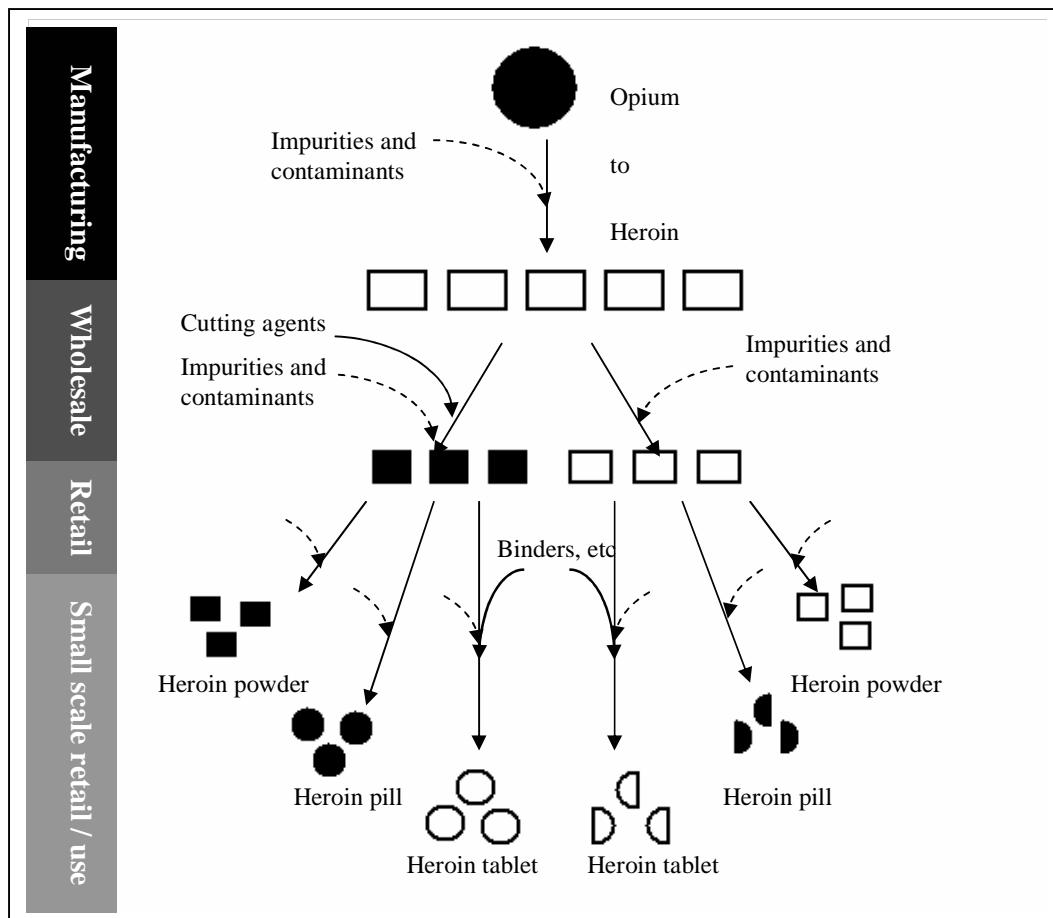 Manufacturing
Wholesale
Retail
Small scale retail / use
Opium
to
Heroin
Impurities and
contaminants
Cutting agents
Impurities and
contaminants
Impurities and
contaminants
Binders, etc
Heroin powder
Heroin powder
Heroin pill
Heroin pill
Heroin tablet
Heroin tablet